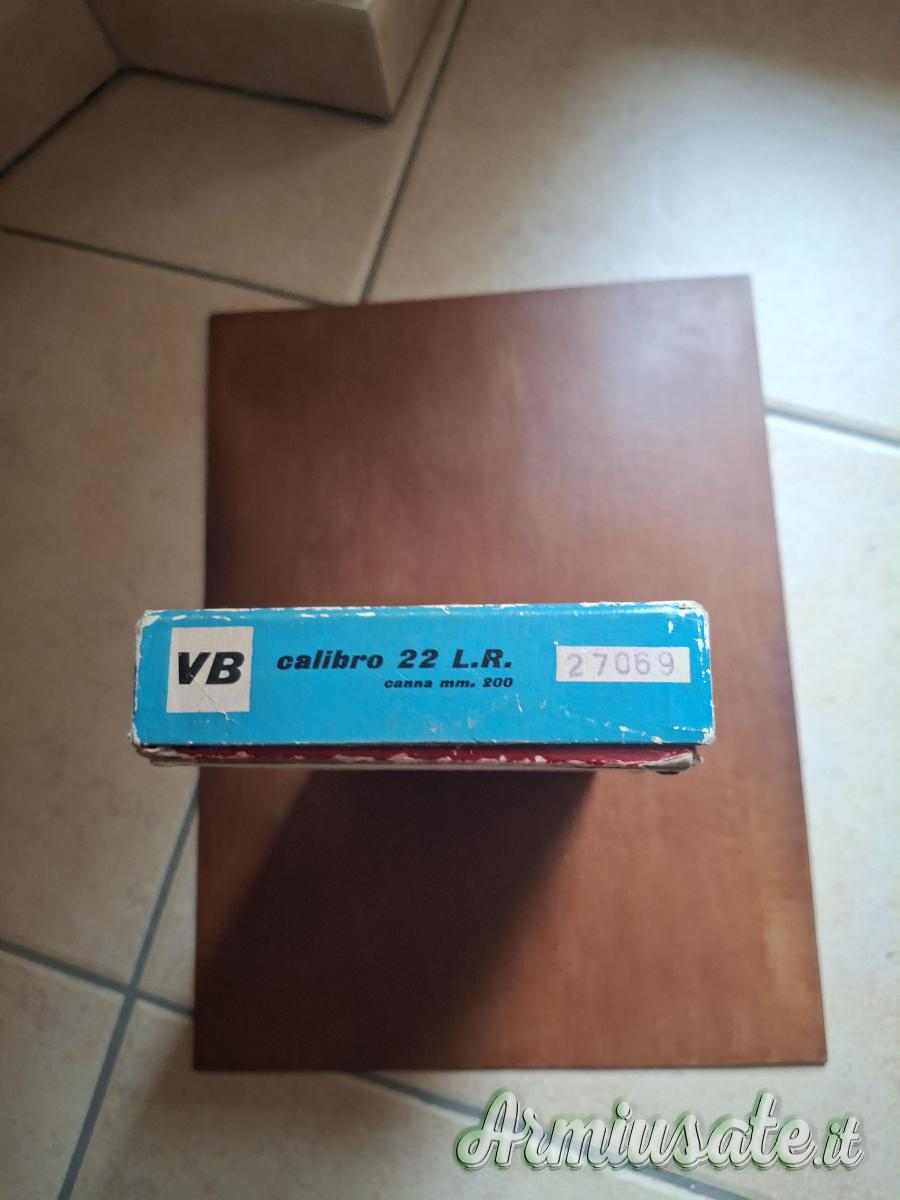 VB
calibro 22 L.R.
canna mm. 200
27069
Armiusate.it